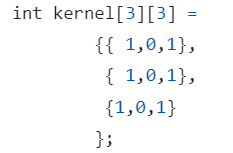 int kernel[3][3] =
{{ 1,0,1},
{ 1,0,1},
{1,0,1}
};